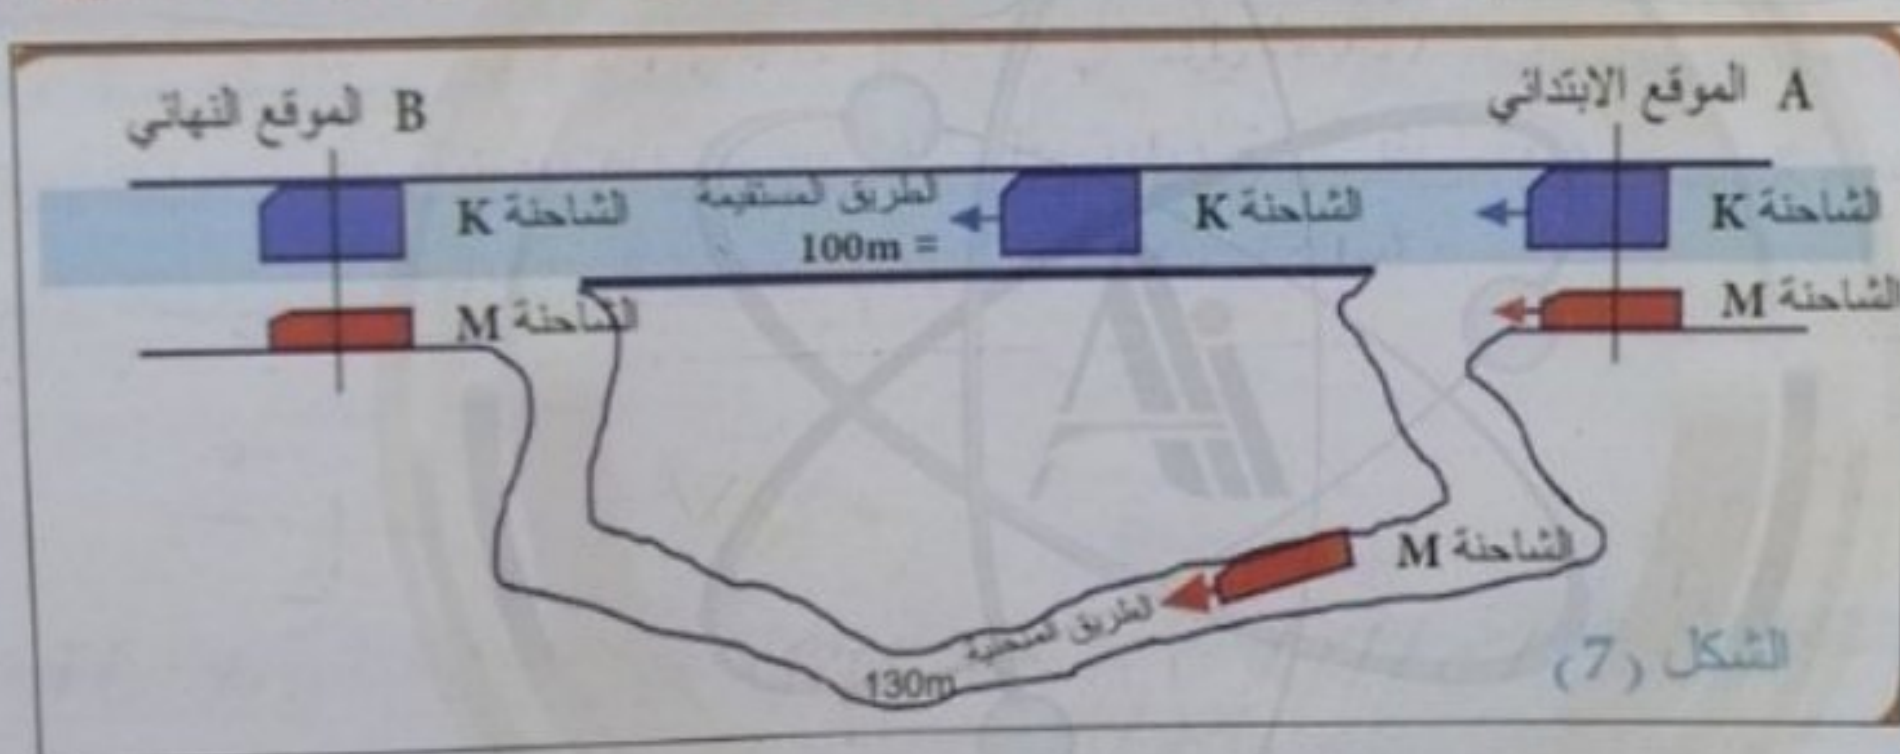 A الموقع الابتدائي
B الموقع النهائي
الشاحنة K
الشاحنة K
الطريق المستقيمة
100m =
الشاحنة K
الشاحنة M
الشاحنة M
الشاحنة M
الطريق المنحنية
130m
الشكل (7)